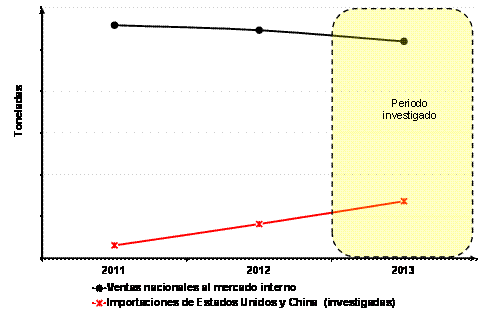 Toneladas
Periodo
investigado
2011
2012
2013
Ventas nacionales al mercado interno
Importaciones de Estados Unidos y China (investigadas)